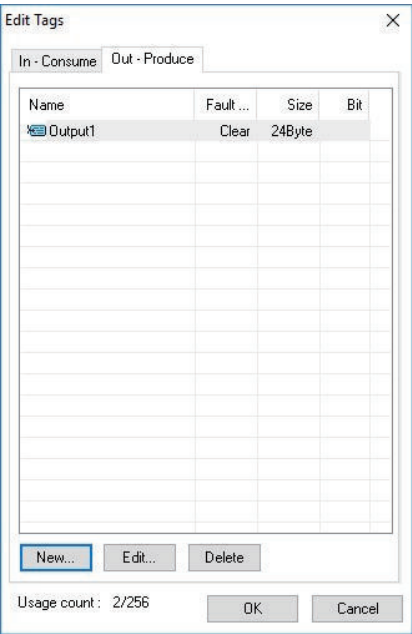 Edit Tags
In - Consume Out - Produce
Name Fault ... Size Bit
Output1 Clear 24Byte
New... Edit... Delete
Usage count : 2/256 OK Cancel